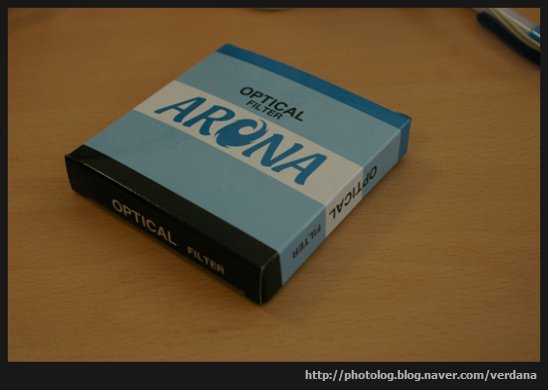 OPTICAL
FILTER
ARONA
OPTICAL
FILTER
OPTICAL FILTER
http://photolog.blog.naver.com/verdana